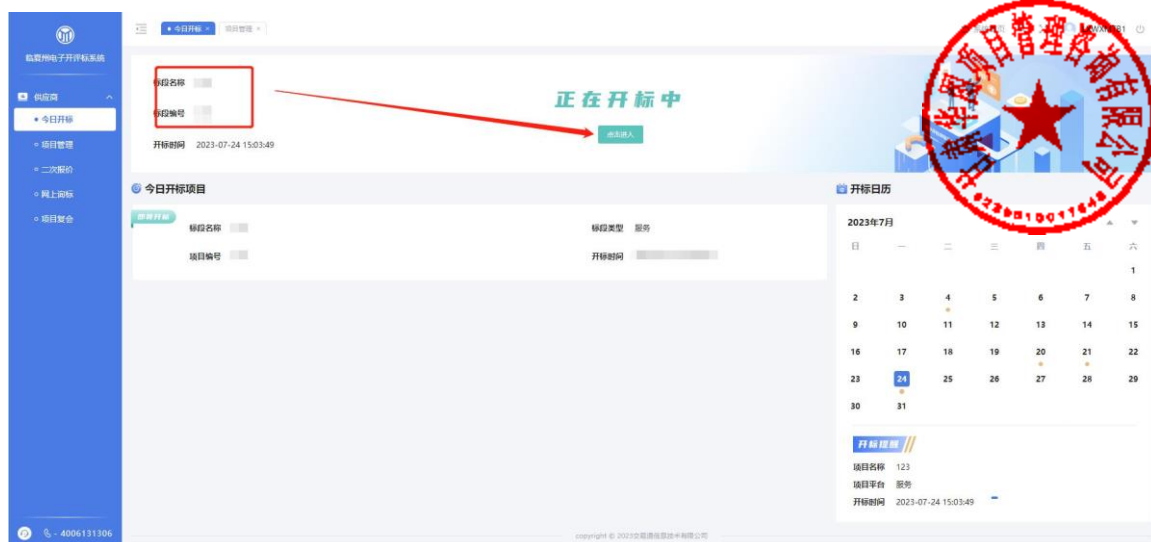 临夏州电子开评标系统
供应商
今日开标
项目管理
二次报价
网上询标
项目复会
4006131306
今日开标 ×
项目管理 ×
标段名称
标段编号
开标时间 2023-07-24 15:03:49
正在开标中
点击进入
今日开标项目
标段名称
标段类型 服务
项目编号
开标时间
开标日历
2023年7月
日 一 二 三 四 五 六
1
2 3 4 5 6 7 8
9 10 11 12 13 14 15
16 17 18 19 20 21 22
23 24 25 26 27 28 29
30 31
开标提醒
项目名称 123
项目平台 服务
开标时间 2023-07-24 15:03:49